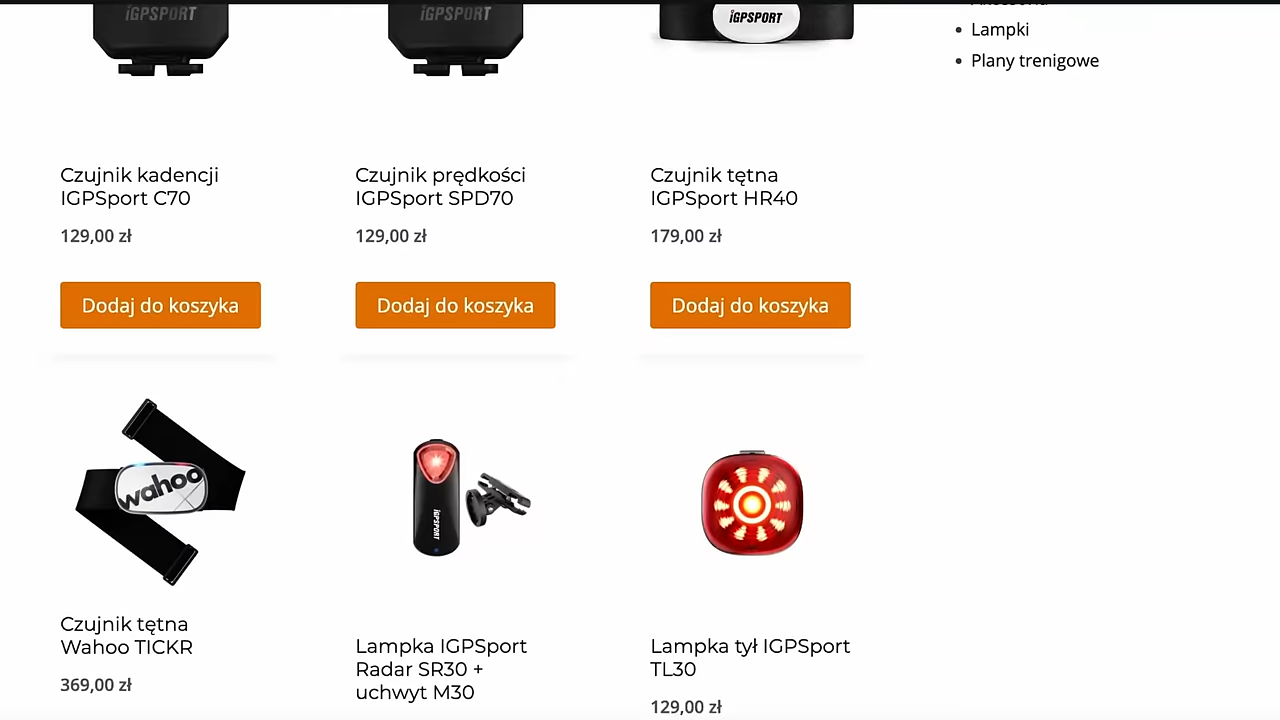 iGPSPORT
iGPSPORT
iGPSPORT
Lampki
Plany trenigowe
Czujnik kadencji
IGPSport C70
129,00 zł
Dodaj do koszyka
Czujnik prędkości
IGPSport SPD70
129,00 zł
Dodaj do koszyka
Czujnik tętna
IGPSport HR40
179,00 zł
Dodaj do koszyka
wahoo
Czujnik tętna
Wahoo TICKR
369,00 zł
iGPSPORT
Lampka IGPSport
Radar SR30 +
uchwyt M30
Lampka tył IGPSport
TL30
129,00 zł